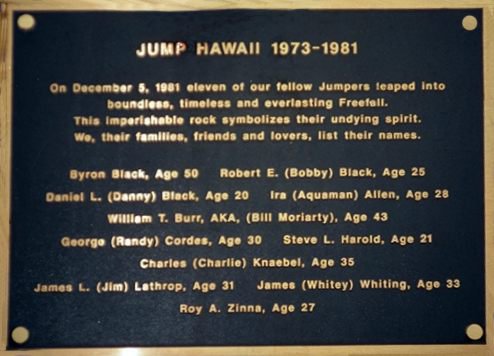 JUMP HAWAII 1973-1981
On December 5, 1981 eleven of our fellow Jumpers leaped into
boundless, timeless and everlasting Freefall.
This imperishable rock symbolizes their undying spirit.
We, their families, friends and lovers, list their names.
Byron Black, Age 50 Robert E. (Bobby) Black, Age 25
Daniel L. (Danny) Black, Age 20 Ira (Aquaman) Allen, Age 28
William T. Burr, AKA, (Bill Moriarty), Age 43
George (Randy) Cordes, Age 30 Steve L. Harold, Age 21
Charles (Charlie) Knaebel, Age 35
James L. (Jim) Lathrop, Age 31 James (Whitey) Whiting, Age 33
Roy A. Zinna, Age 27